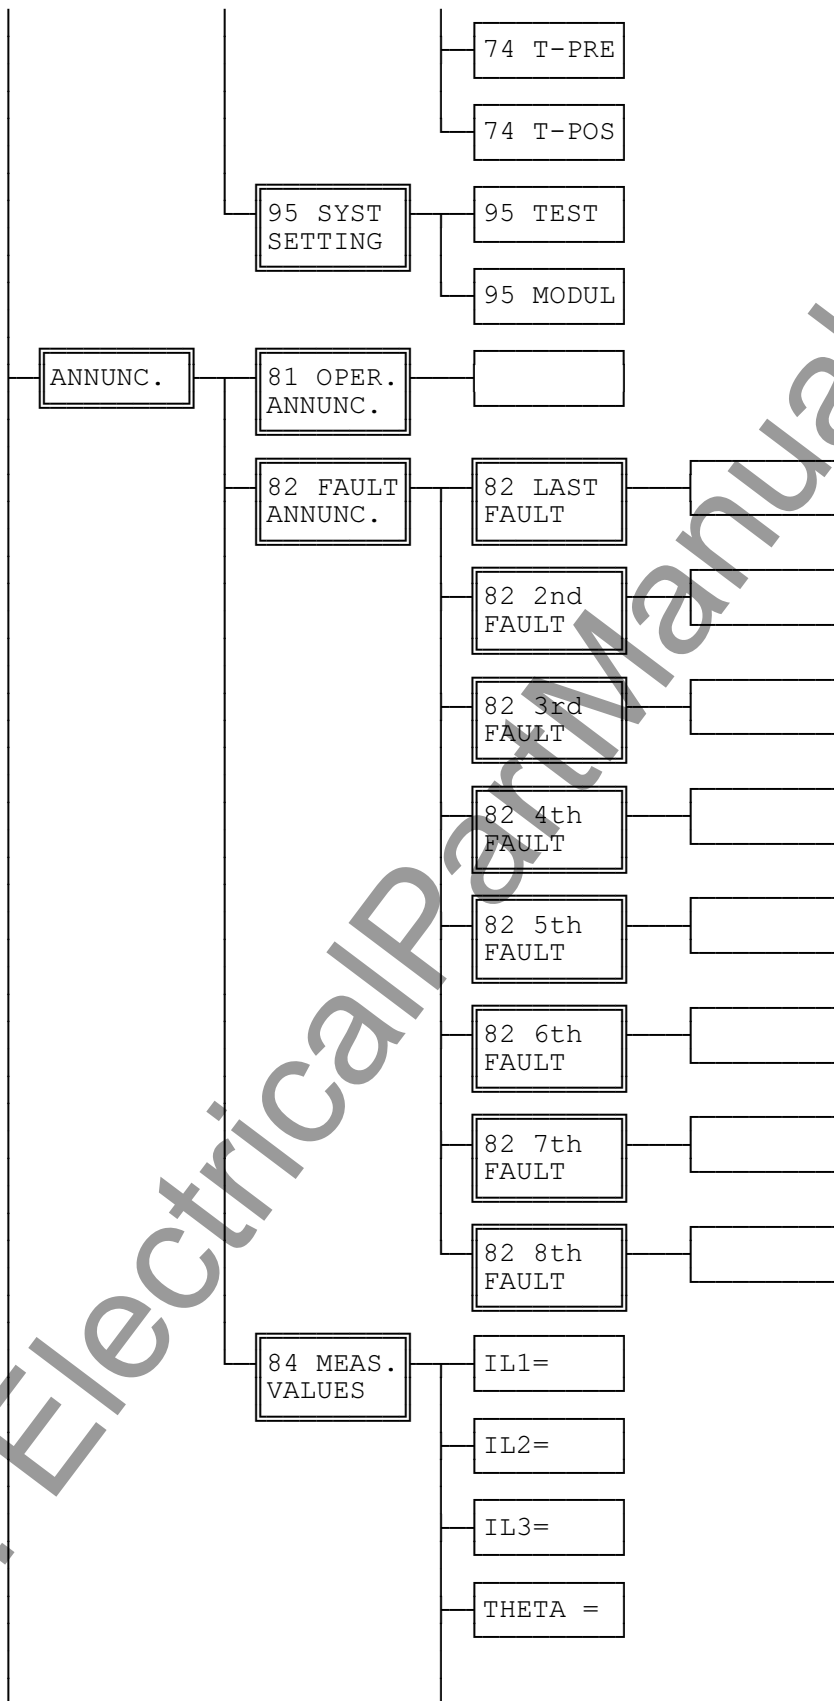 74 T-PRE
74 T-POS
95 SYST
SETTING
95 TEST
95 MODUL
ANNUNC.
81 OPER.
ANNUNC.
82 FAULT
ANNUNC.
82 LAST
FAULT
82 2nd
FAULT
82 3rd
FAULT
82 4th
FAULT
82 5th
FAULT
82 6th
FAULT
82 7th
FAULT
82 8th
FAULT
84 MEAS.
VALUES
IL1=
IL2=
IL3=
THETA =
. ElectricalPartManual